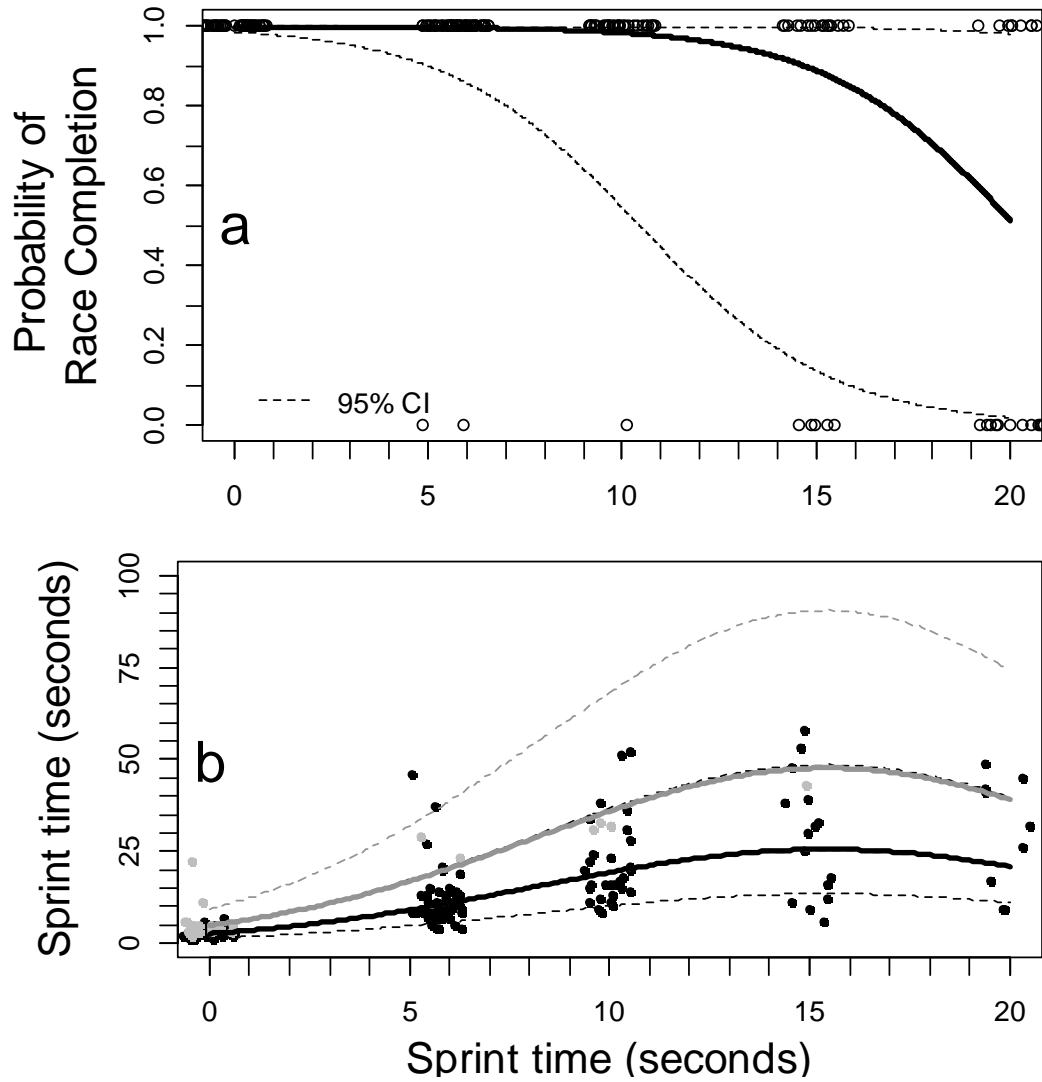 Probability of
Race Completion
1.0
0.8
0.6
0.4
0.2
0.0
a
95% CI
0 5 10 15 20
Sprint time (seconds)
100
75
50
25
0
b
0 5 10 15 20
Sprint time (seconds)